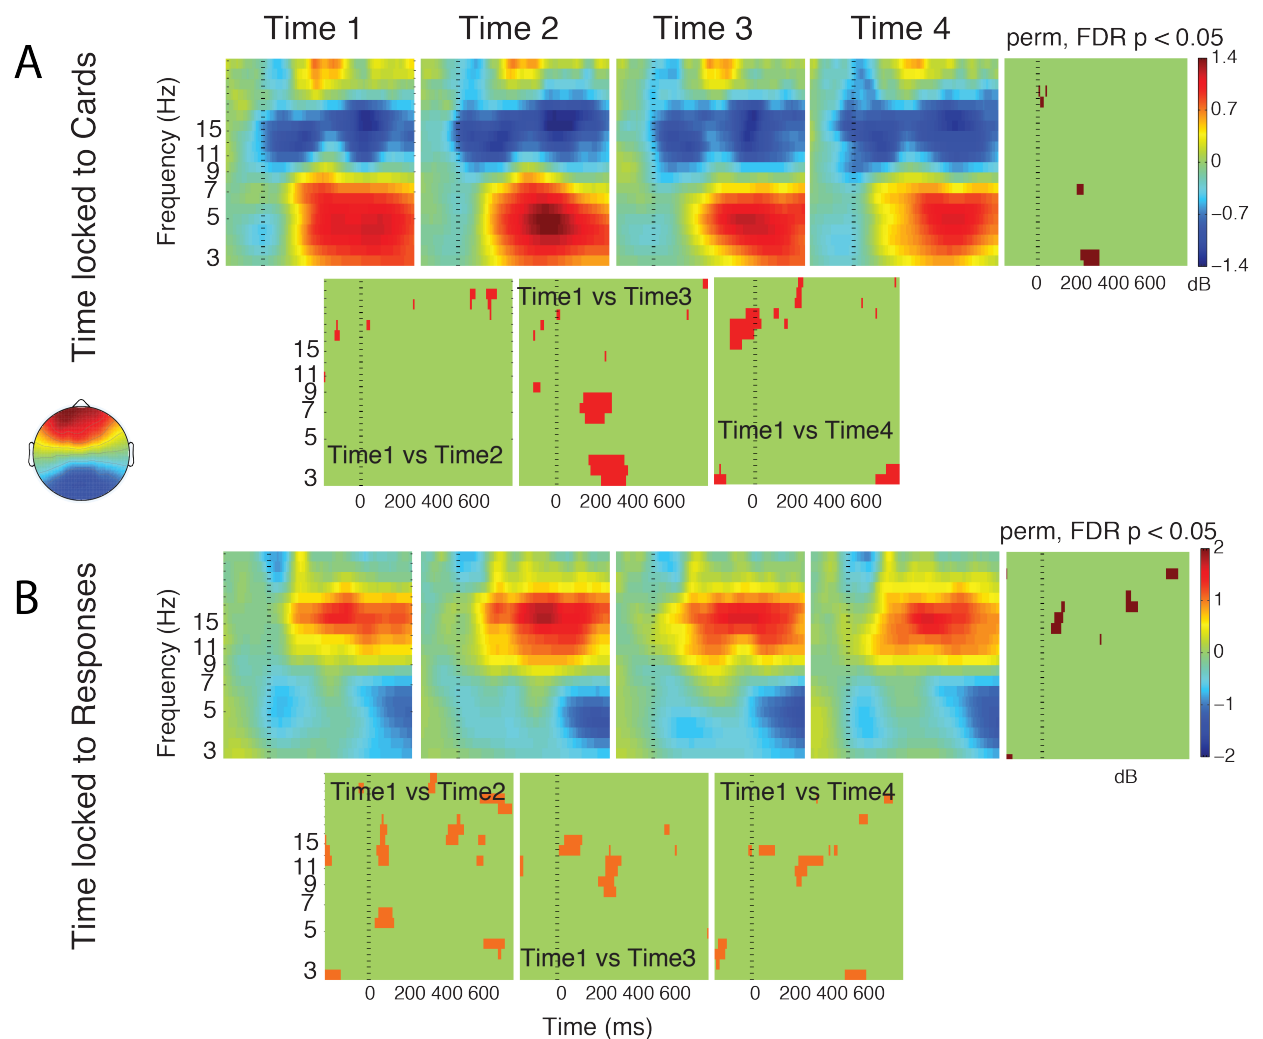 A
Time locked to Cards
Time 1
Time 2
Time 3
Time 4
perm, FDR p < 0.05
Frequency (Hz)
15
11
9
7
5
3
1.4
0.7
0
−0.7
−1.4
0 200 400 600 dB
15
11
9
7
5
3
Time1 vs Time2
Time1 vs Time3
Time1 vs Time4
0 200 400 600
0 200 400 600
0 200 400 600
B
Time locked to Responses
perm, FDR p < 0.05
Frequency (Hz)
15
11
9
7
5
3
2
1
0
−1
−2
dB
15
11
9
7
5
3
Time1 vs Time2
Time1 vs Time3
Time1 vs Time4
0 200 400 600
0 200 400 600
0 200 400 600
Time (ms)